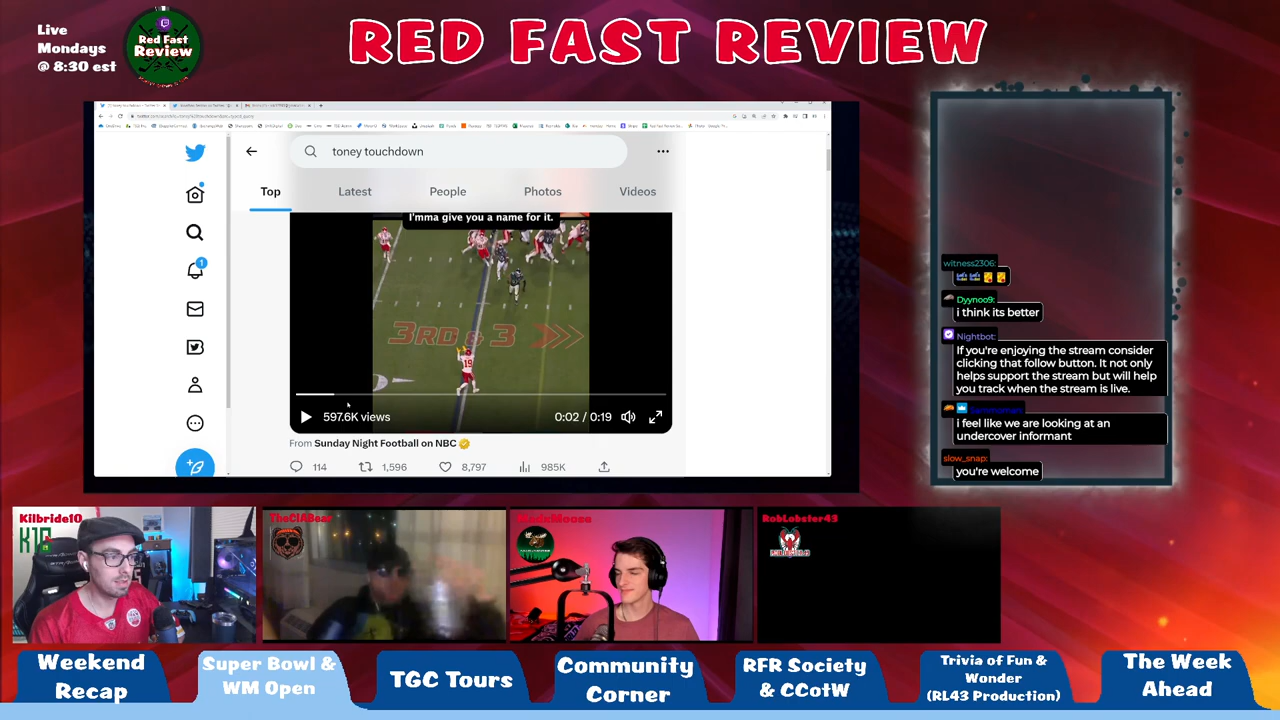 Live
Mondays
@ 8:30 est
Red Fast
Review
RED FAST REVIEW
toney touchdown
Top
Latest
People
Photos
Videos
1
I'mma give you a name for it.
3RD & 3
19
597.6K views
0:02 / 0:19
From Sunday Night Football on NBC
114
1,596
8,797
985K
witness2306:
Dyynoo9:
i think its better
Nightbot:
If you're enjoying the stream consider
clicking that follow button. It not only
helps support the stream but will help
you track when the stream is live.
i feel like we are looking at an
undercover informant
slow_snap:
you're welcome
Kilbride10
K10
TheCIABear
RobLobster43
Weekend
Recap
Super Bowl &
WM Open
TGC Tours
Community
Corner
RFR Society
& CCotW
Trivia of Fun &
Wonder
(RL43 Production)
The Week
Ahead